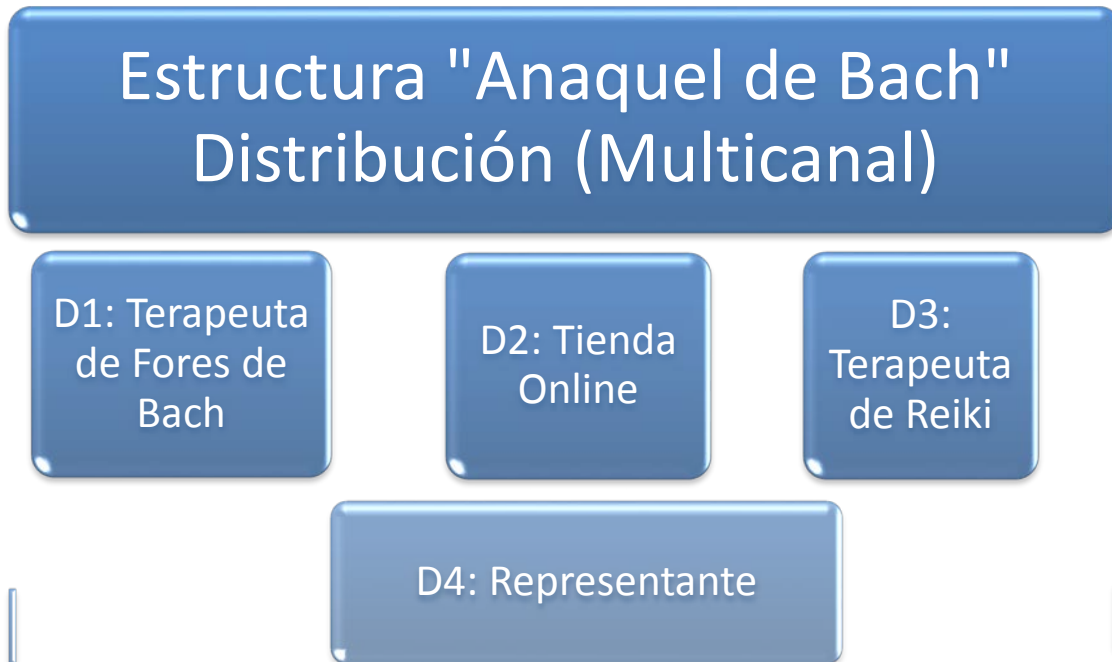 Estructura "Anaquel de Bach"
Distribución (Multicanal)
D1: Terapeuta
de Fores de
Bach
D2: Tienda
Online
D3:
Terapeuta
de Reiki
D4: Representante